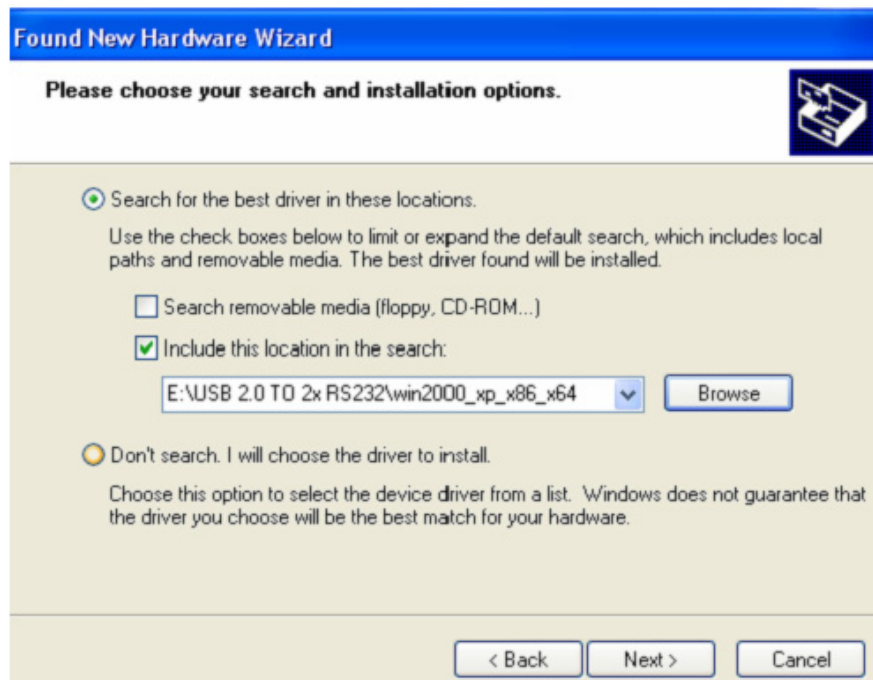 Found New Hardware Wizard
Please choose your search and installation options.
Search for the best driver in these locations.
Use the check boxes below to limit or expand the default search, which includes local
paths and removable media. The best driver found will be installed.
Search removable media (floppy, CD-ROM...)
Include this location in the search:
E:\USB 2.0 TO 2x RS232\win2000_xp_x86_x64
Browse
Don't search. I will choose the driver to install.
Choose this option to select the device driver from a list. Windows does not guarantee that
the driver you choose will be the best match for your hardware.
< Back
Next >
Cancel